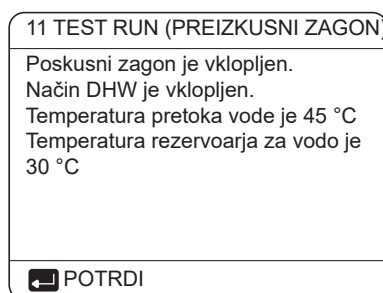 11 TEST RUN (PREIZKUSNI ZAGON)
Poskusni zagon je vklopljen.
Način DHW je vklopljen.
Temperatura pretoka vode je 45 °C
Temperatura rezervoarja za vodo je
30 °C
POTRDI